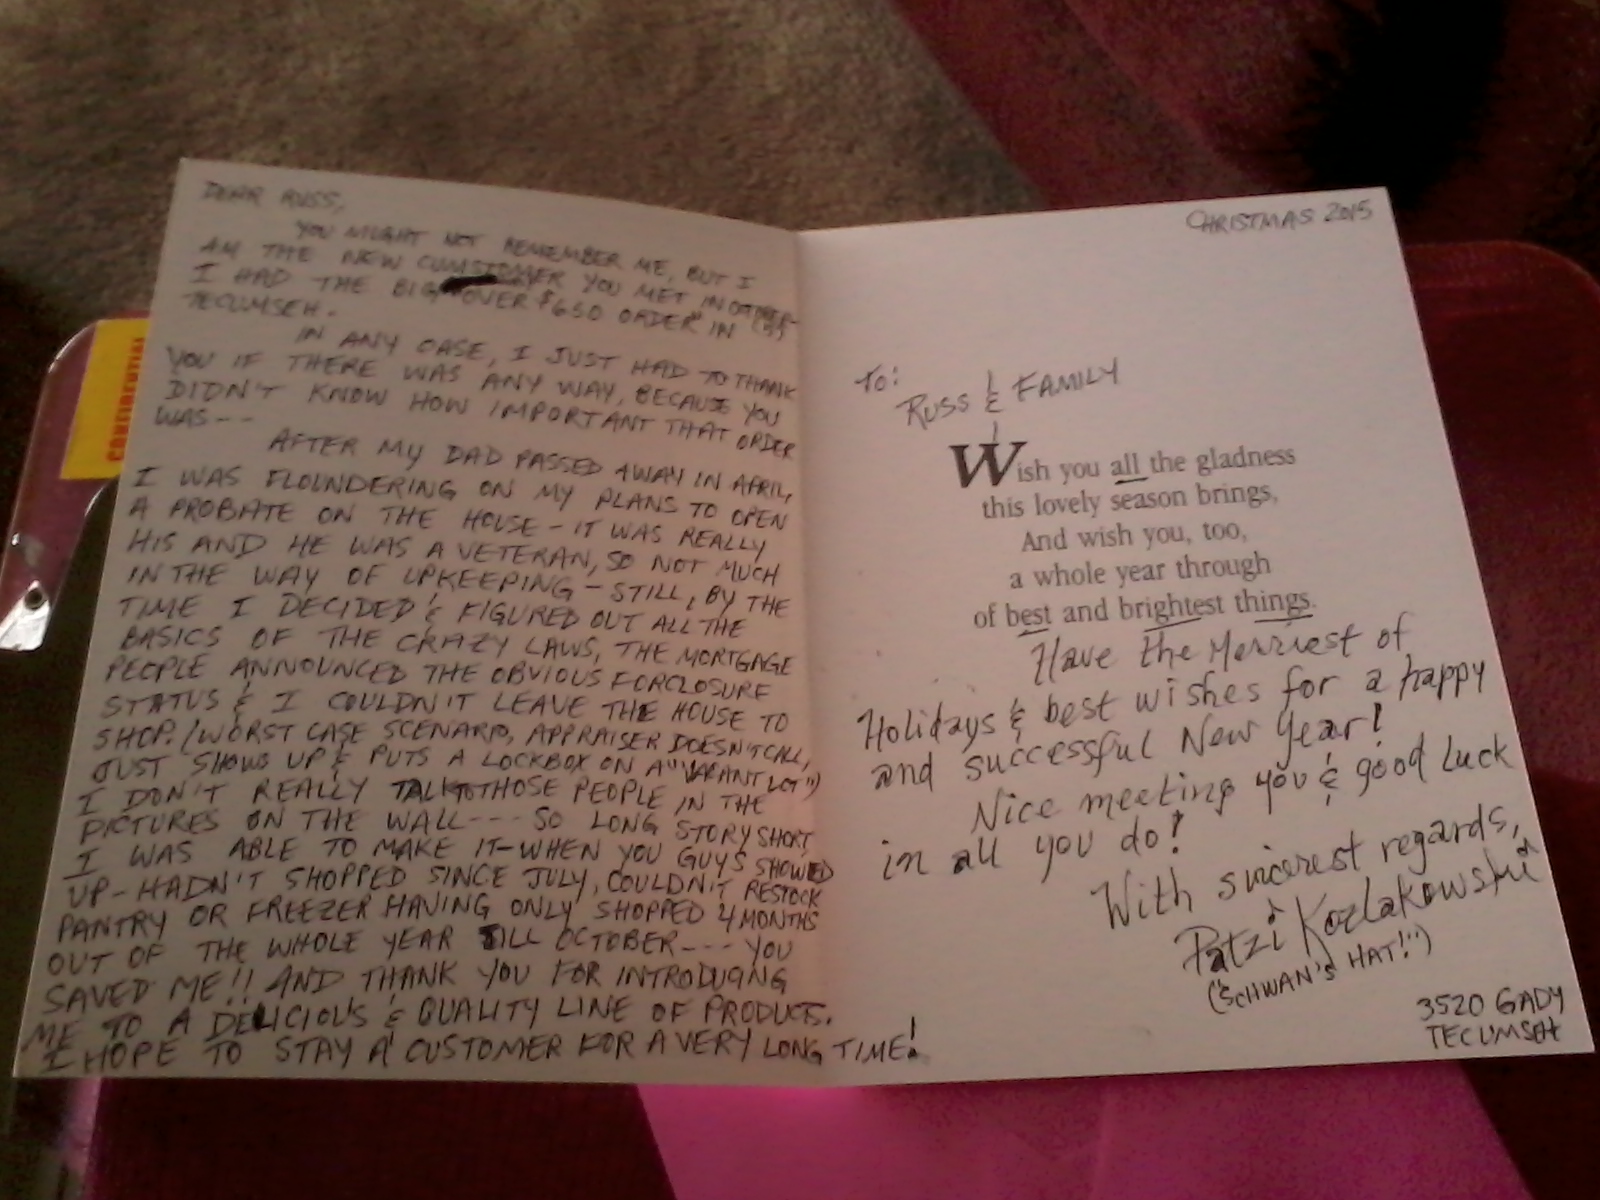 DEAR RUSS,
YOU MIGHT NOT REMEMBER ME, BUT I
AM THE NEW CUMSTOMER YOU MET IN OCTOBER-
I HAD THE BIG OVER $650 ORDER IN
TECUMSEH.
IN ANY CASE, I JUST HAD TO THANK
YOU IF THERE WAS ANY WAY, BECAUSE YOU
DIDN'T KNOW HOW IMPORTANT THAT ORDER
WAS--
AFTER MY DAD PASSED AWAY IN APRIL,
I WAS FLOUNDERING ON MY PLANS TO OPEN
A PROBATE ON THE HOUSE - IT WAS REALLY
HIS AND HE WAS A VETERAN, SO NOT MUCH
IN THE WAY OF UPKEEPING - STILL, BY THE
TIME I DECIDED & FIGURED OUT ALL THE
BASICS OF THE CRAZY LAWS, THE MORTGAGE
PEOPLE ANNOUNCED THE OBVIOUS FORCLOSURE
STATUS & I COULDN'T LEAVE THE HOUSE TO
SHOP. (WORST CASE SCENARIO, APPRAISER DOESN'T CALL,
JUST SHOWS UP & PUTS A LOCKBOX ON A "VACANT LOT")
I DON'T REALLY TALK TO THOSE PEOPLE IN THE
PICTURES ON THE WALL--- SO LONG STORY SHORT,
I WAS ABLE TO MAKE IT-WHEN YOU GUYS SHOWED
UP - HADN'T SHOPPED SINCE JULY, COULDN'T RESTOCK
PANTRY OR FREEZER HAVING ONLY SHOPPED 4 MONTHS
OUT OF THE WHOLE YEAR TILL OCTOBER---- YOU
SAVED ME!! AND THANK YOU FOR INTRODUCING
ME TO A DELICIOUS & QUALITY LINE OF PRODUCTS.
I HOPE TO STAY A CUSTOMER FOR A VERY LONG TIME!
CHRISTMAS 2015
TO:
RUSS & FAMILY
Wish you all the gladness
this lovely season brings,
And wish you, too,
a whole year through
of best and brightest things.
Have the Merriest of
Holidays & best wishes for a happy
and successful New Year!
Nice meeting you & good luck
in all you do!
With sincerest regards,
Patzi Kozlakowski
("SCHWAN'S HAT!")
3520 GADY
TECUMSEH
CONFIDENTIAL